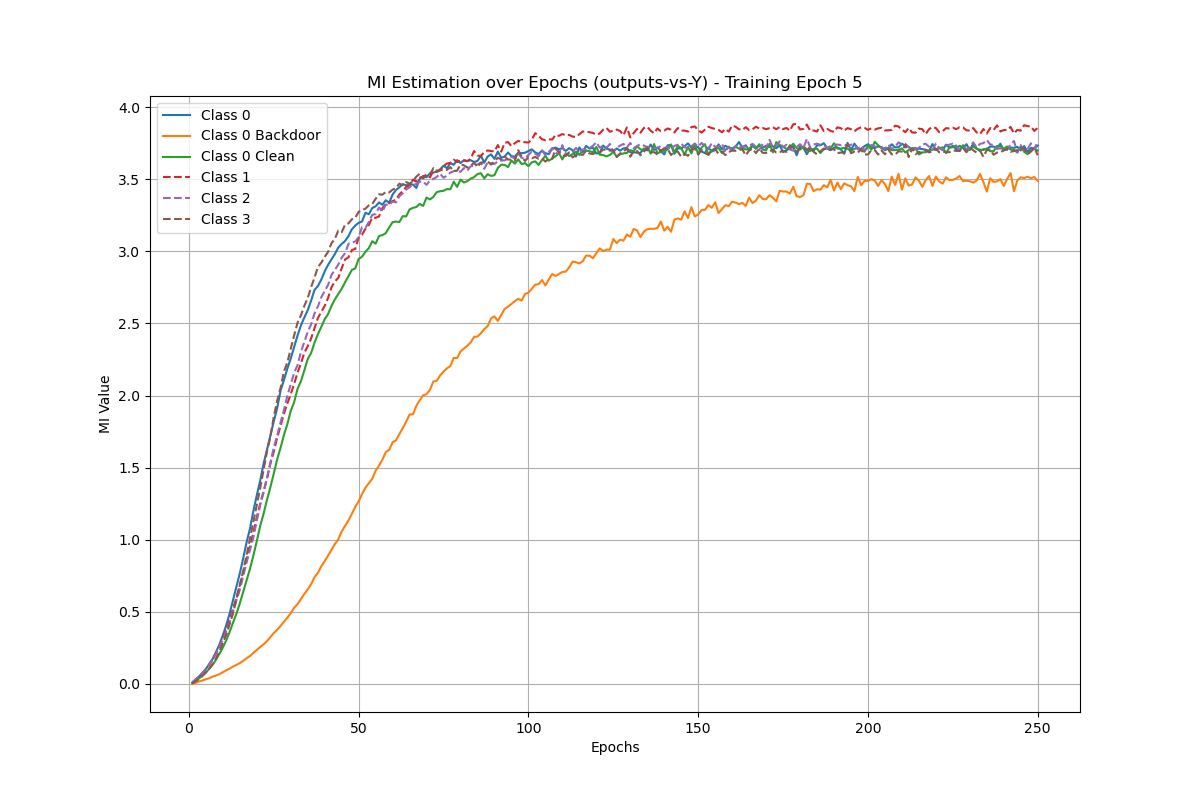 MI Estimation over Epochs (outputs-vs-Y) - Training Epoch 5
Class 0
Class 0 Backdoor
Class 0 Clean
Class 1
Class 2
Class 3
4.0
3.5
3.0
2.5
2.0
1.5
1.0
0.5
0.0
MI Value
0
50
100
150
200
250
Epochs